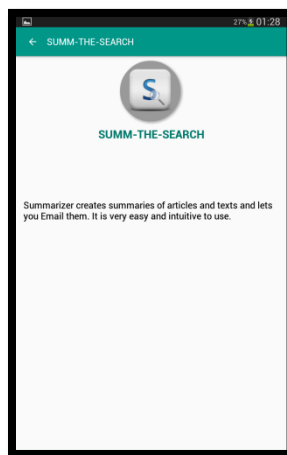 27% 01:28
SUMM-THE-SEARCH
S
SUMM-THE-SEARCH
Summarizer creates summaries of articles and texts and lets
you Email them. It is very easy and intuitive to use.